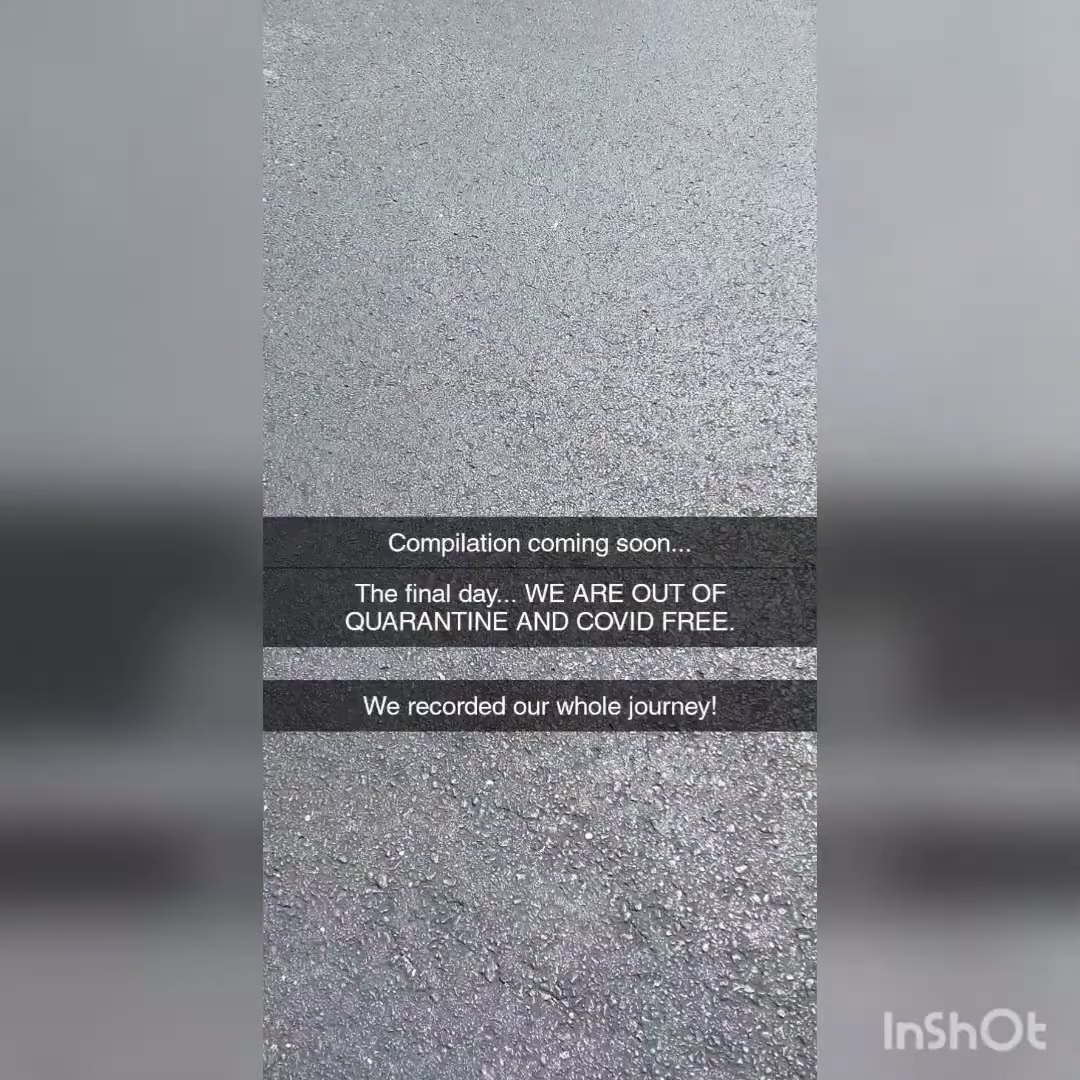 Compilation coming soon...
The final day... WE ARE OUT OF
QUARANTINE AND COVID FREE.
We recorded our whole journey!
InShOt